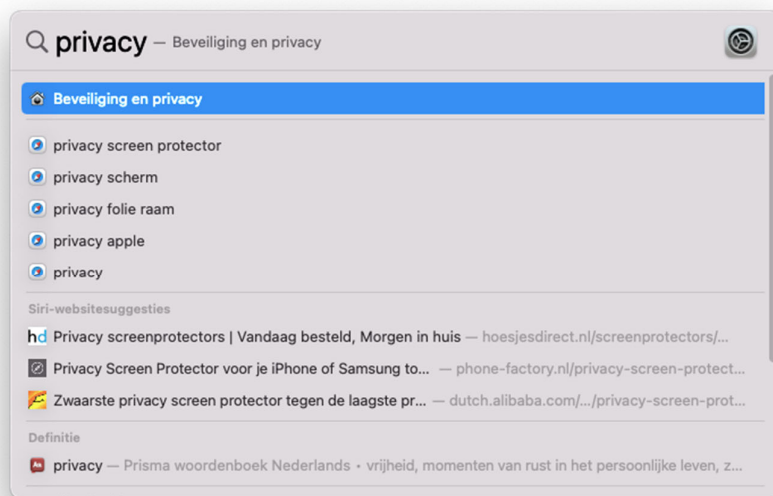 privacy — Beveiliging en privacy
Beveiliging en privacy
privacy screen protector
privacy scherm
privacy folie raam
privacy apple
privacy
Siri-websitesuggesties
hd Privacy screenprotectors | Vandaag besteld, Morgen in huis — hoesjesdirect.nl/screenprotectors/...
Privacy Screen Protector voor je iPhone of Samsung to... — phone-factory.nl/privacy-screen-protect...
Zwaarste privacy screen protector tegen de laagste pr... — dutch.alibaba.com/.../privacy-screen-prot...
Definitie
Aa privacy — Prisma woordenboek Nederlands • vrijheid, momenten van rust in het persoonlijke leven, z...